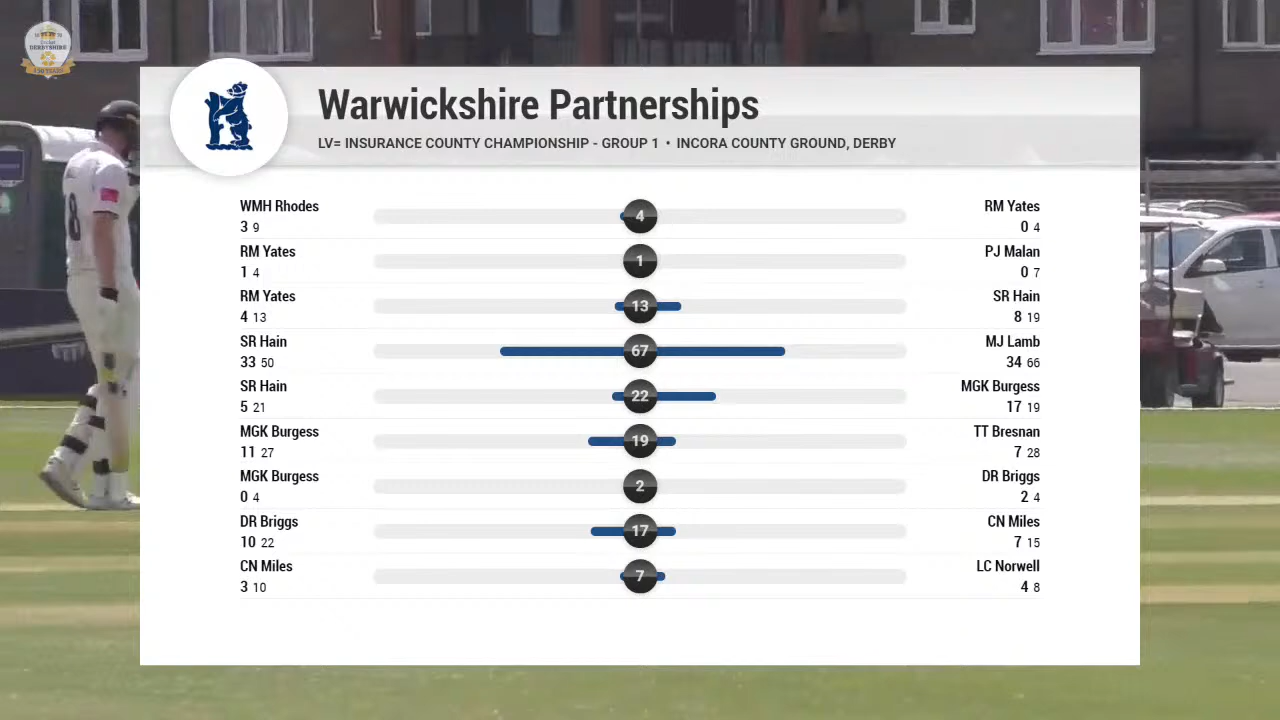 DERBYSHIRE
150 YEARS
Warwickshire Partnerships
LV= INSURANCE COUNTY CHAMPIONSHIP - GROUP 1 • INCORA COUNTY GROUND, DERBY
WMH Rhodes 4 RM Yates
3 9 0 4
RM Yates 1 PJ Malan
1 4 0 7
RM Yates 13 SR Hain
4 13 8 19
SR Hain 67 MJ Lamb
33 50 34 66
SR Hain 22 MGK Burgess
5 21 17 19
MGK Burgess 19 TT Bresnan
11 27 7 28
MGK Burgess 2 DR Briggs
0 4 2 4
DR Briggs 17 CN Miles
10 22 7 15
CN Miles 7 LC Norwell
3 10 4 8
8